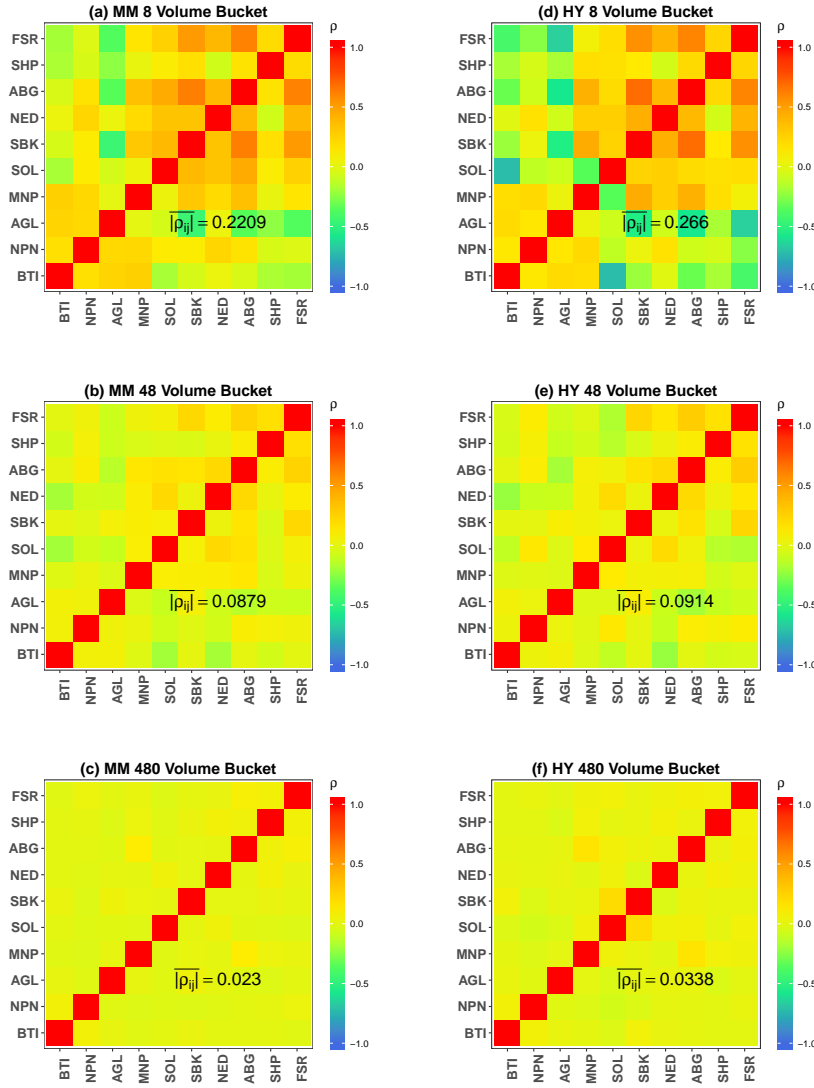 (a) MM 8 Volume Bucket
FSR
SHP
ABG
NED
SBK
SOL
MNP
AGL
NPN
BTI
|ρij| = 0.2209
BTI NPN AGL MNP SOL SBK NED ABG SHP FSR
ρ
1.0
0.5
0.0
−0.5
−1.0
(d) HY 8 Volume Bucket
FSR
SHP
ABG
NED
SBK
SOL
MNP
AGL
NPN
BTI
|ρij| = 0.266
BTI NPN AGL MNP SOL SBK NED ABG SHP FSR
ρ
1.0
0.5
0.0
−0.5
−1.0
(b) MM 48 Volume Bucket
FSR
SHP
ABG
NED
SBK
SOL
MNP
AGL
NPN
BTI
|ρij| = 0.0879
BTI NPN AGL MNP SOL SBK NED ABG SHP FSR
ρ
1.0
0.5
0.0
−0.5
−1.0
(e) HY 48 Volume Bucket
FSR
SHP
ABG
NED
SBK
SOL
MNP
AGL
NPN
BTI
|ρij| = 0.0914
BTI NPN AGL MNP SOL SBK NED ABG SHP FSR
ρ
1.0
0.5
0.0
−0.5
−1.0
(c) MM 480 Volume Bucket
FSR
SHP
ABG
NED
SBK
SOL
MNP
AGL
NPN
BTI
|ρij| = 0.023
BTI NPN AGL MNP SOL SBK NED ABG SHP FSR
ρ
1.0
0.5
0.0
−0.5
−1.0
(f) HY 480 Volume Bucket
FSR
SHP
ABG
NED
SBK
SOL
MNP
AGL
NPN
BTI
|ρij| = 0.0338
BTI NPN AGL MNP SOL SBK NED ABG SHP FSR
ρ
1.0
0.5
0.0
−0.5
−1.0